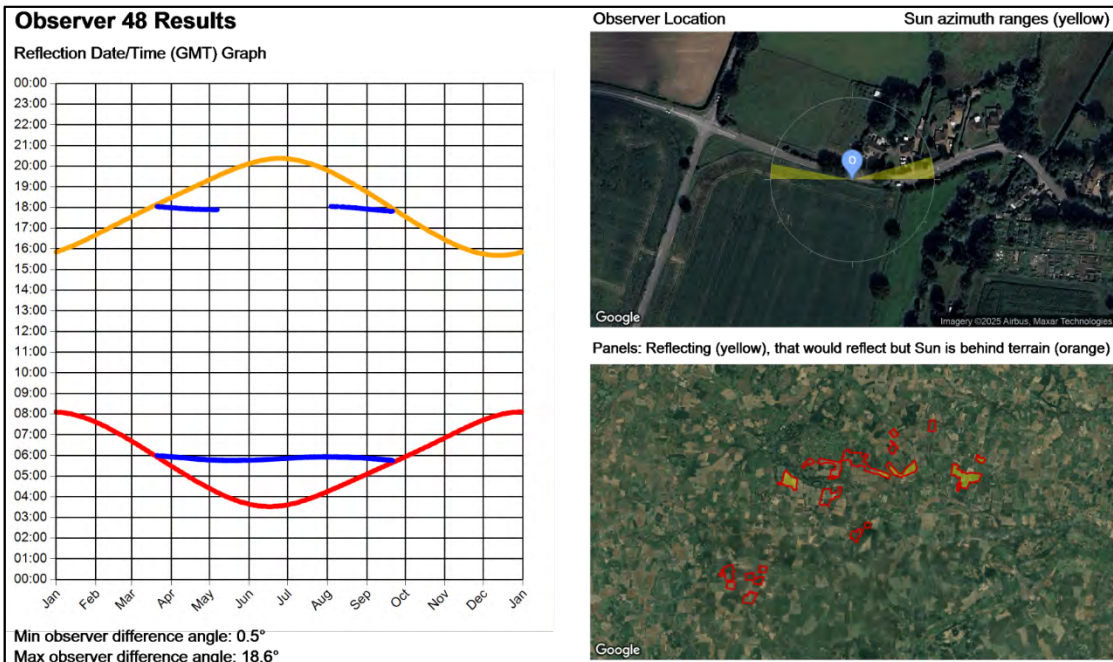 Observer 48 Results
Reflection Date/Time (GMT) Graph
00:00
23:00
22:00
21:00
20:00
19:00
18:00
17:00
16:00
15:00
14:00
13:00
12:00
11:00
10:00
09:00
08:00
07:00
06:00
05:00
04:00
03:00
02:00
01:00
00:00
Jan Feb Mar Apr May Jun Jul Aug Sep Oct Nov Dec Jan
Min observer difference angle: 0.5°
Max observer difference angle: 18.6°
Observer Location Sun azimuth ranges (yellow)
O
Google Imagery ©2025 Airbus, Maxar Technologies
Panels: Reflecting (yellow), that would reflect but Sun is behind terrain (orange)
Google